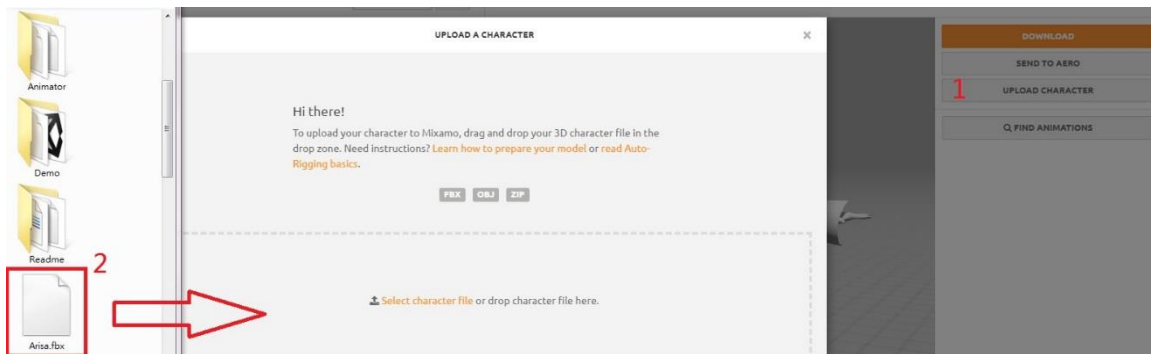 Animator
Demo
Readme
2
Arisa.fbx
UPLOAD A CHARACTER
×
Hi there!
To upload your character to Mixamo, drag and drop your 3D character file in the
drop zone. Need instructions? Learn how to prepare your model or read Auto-
Rigging basics.
FBX OBJ ZIP
Select character file or drop character file here.
DOWNLOAD
SEND TO AERO
1 UPLOAD CHARACTER
FIND ANIMATIONS